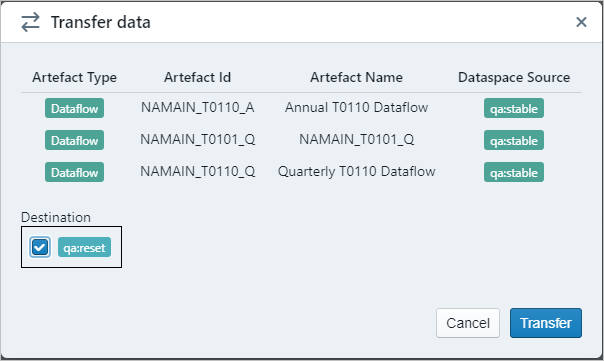 Transfer data
Artefact Type Artefact Id Artefact Name Dataspace Source
Dataflow NAMAIN_T0110_A Annual T0110 Dataflow qa:stable
Dataflow NAMAIN_T0101_Q NAMAIN_T0101_Q qa:stable
Dataflow NAMAIN_T0110_Q Quarterly T0110 Dataflow qa:stable
Destination
qa:reset
Cancel Transfer